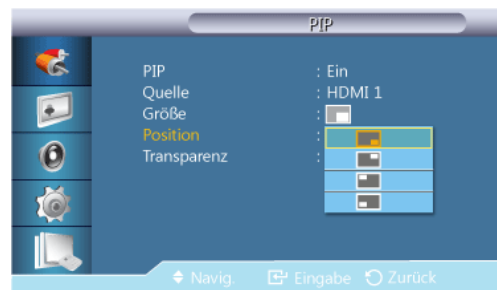 PIP
PIP : Ein
Quelle : HDMI 1
Größe :
Position :
Transparenz :
Navig. Eingabe Zurück